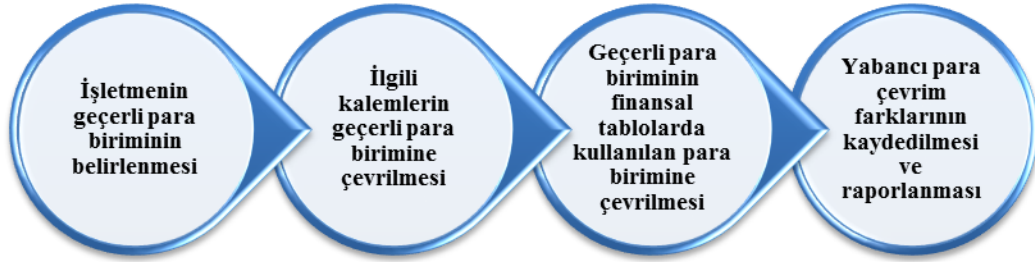 İşletmenin
geçerli para
biriminin
belirlenmesi
İlgili
kalemlerin
geçerli para
birimine
çevrilmesi
Geçerli para
biriminin
finansal
tablolarda
kullanılan para
birimine
çevrilmesi
Yabancı para
çevrim
farklarının
kaydedilmesi
ve
raporlanması